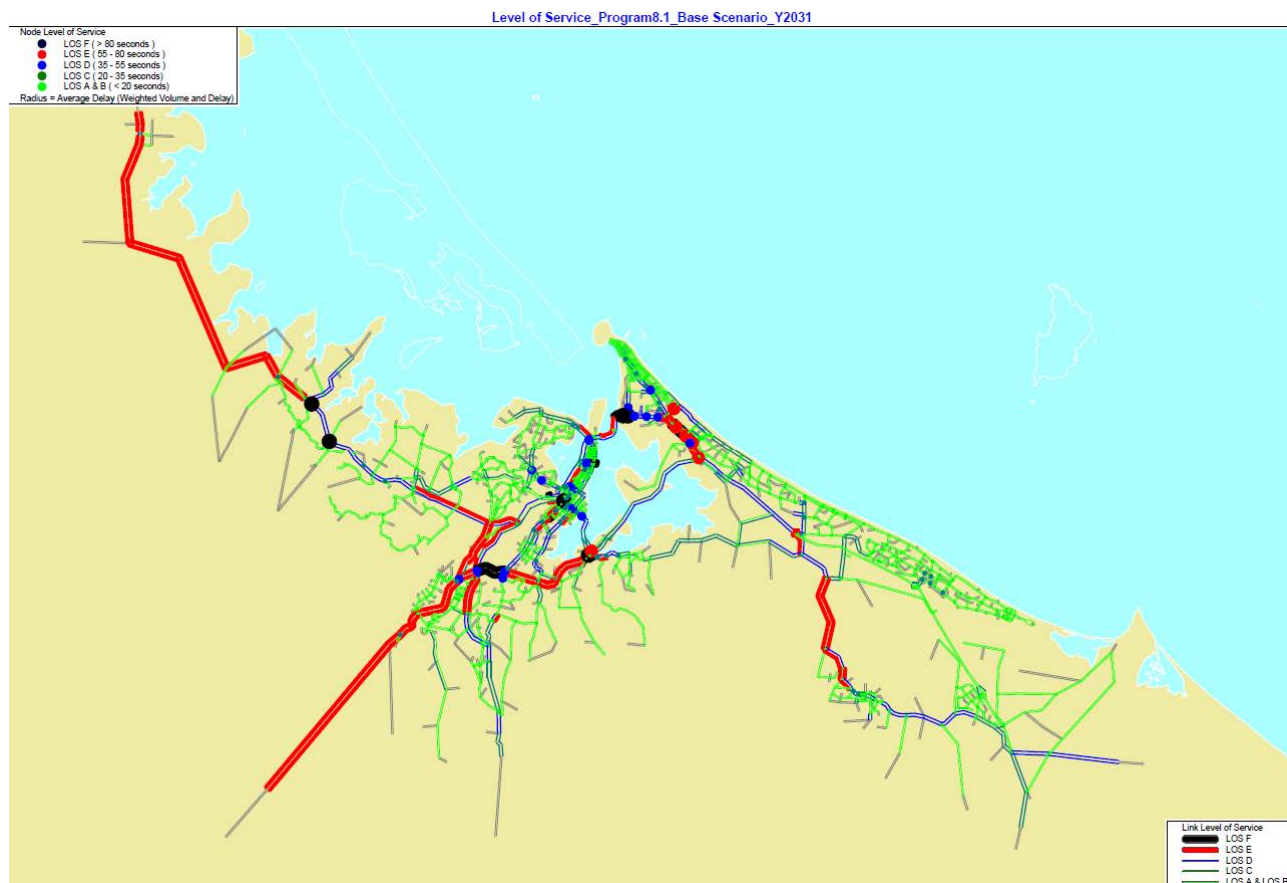 Level of Service_Program8.1_Base Scenario_Y2031
Node Level of Service
LOS F ( > 80 seconds )
LOS E ( 55 - 80 seconds )
LOS D ( 35 - 55 seconds )
LOS C ( 20 - 35 seconds)
LOS A & B ( < 20 seconds)
Radius = Average Delay (Weighted Volume and Delay)
Link Level of Service
LOS F
LOS E
LOS D
LOS C
LOS A & LOS B